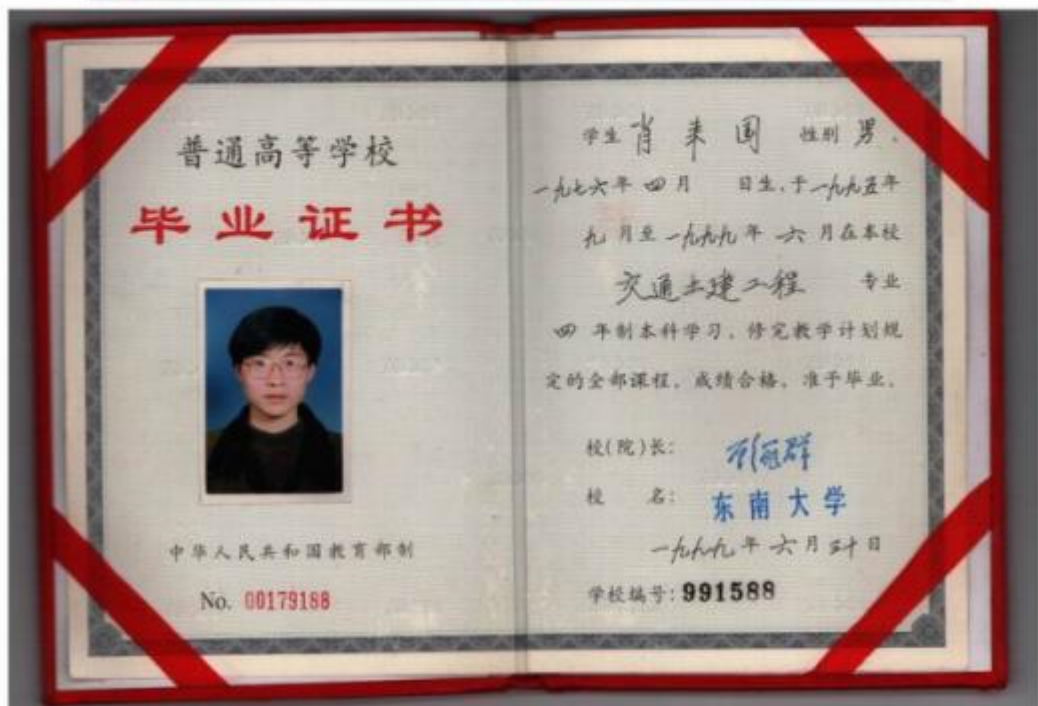 普通高等学校
毕业证书
中华人民共和国教育部制
No. 00179188
学生 肖来国 性别 男、
一九七六年 四月 日生,于一九九五年
九月至一九九九年 六月在本校
交通土建工程 专业
四 年制本科学习,修完教学计划规
定的全部课程,成绩合格,准予毕业。
校(院)长:
校 名: 东南大学
一九九九年 六月 三十日
学校编号: 991588